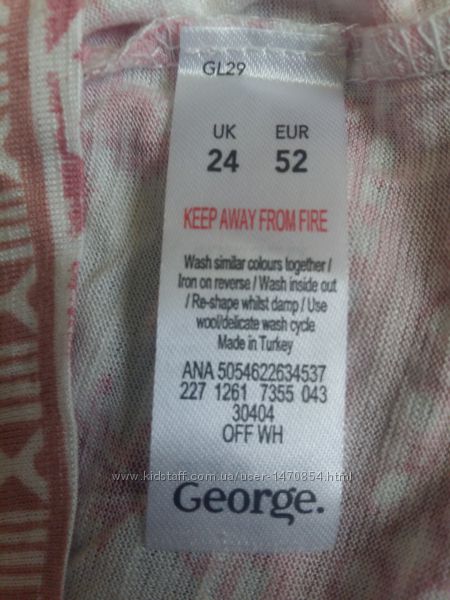 GL29
UK EUR
24 52
KEEP AWAY FROM FIRE
Wash similar colours together /
Iron on reverse / Wash inside out
/ Re-shape whilst damp / Use
wool/delicate wash cycle
Made in Turkey
ANA 5054622634537
227 1261 7355 043
30404
OFF WH
www.kidstaff.com.ua/user-1470854.html
George.